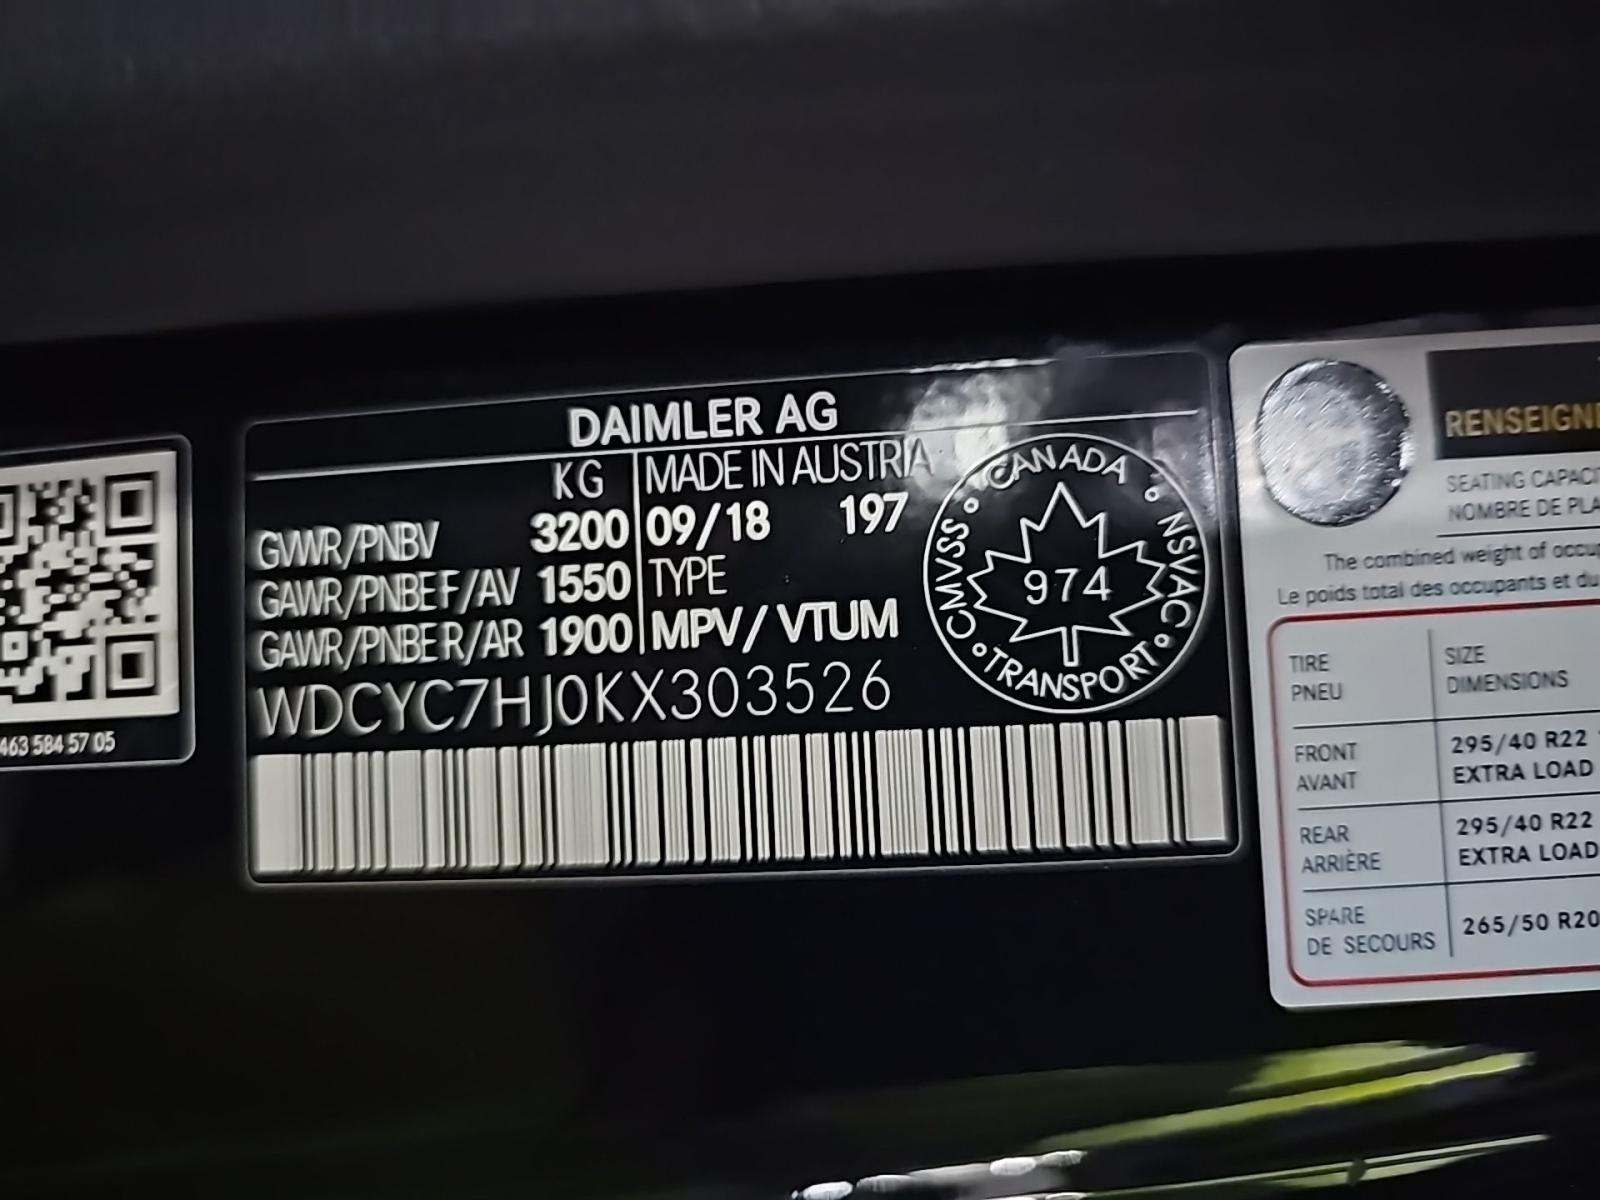 DAIMLER AG
KG
MADE IN AUSTRIA
GVWR/PNBV 3200
09/18 197
GAWR/PNBE F/AV 1550
TYPE
GAWR/PNBE R/AR 1900
MPV/VTUM
WDCYC7HJ0KX303526
CANADA
CMVSS
NSVAC
974
TRANSPORT
463 584 57 05
RENSEIGNE
SEATING CAPACI
NOMBRE DE PLA
The combined weight of occup
Le poids total des occupants et du
TIRE
PNEU
SIZE
DIMENSIONS
FRONT
AVANT
295/40 R22
EXTRA LOAD
REAR
ARRIÈRE
295/40 R22
EXTRA LOAD
SPARE
DE SECOURS
265/50 R20